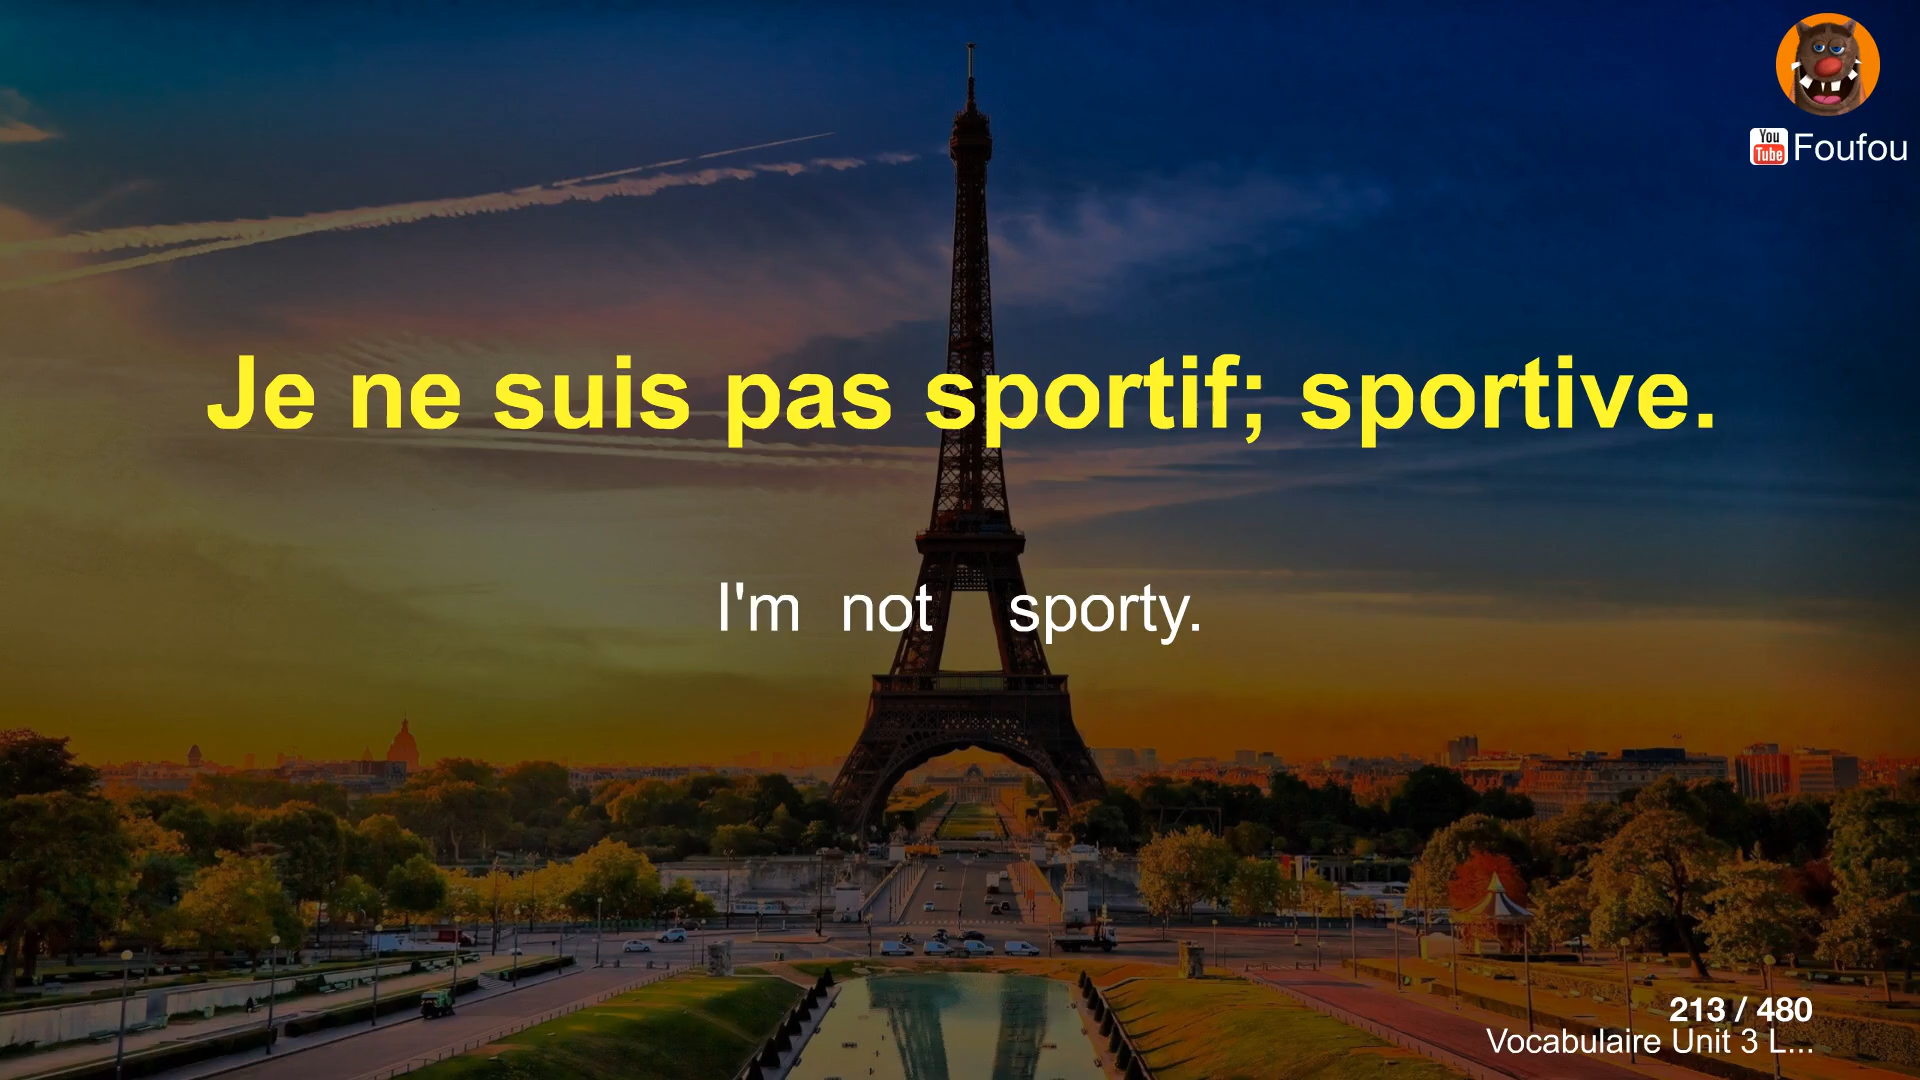 You
Tube Foufou
Je ne suis pas sportif; sportive.
I'm not sporty.
213 / 480
Vocabulaire Unit 3 L...